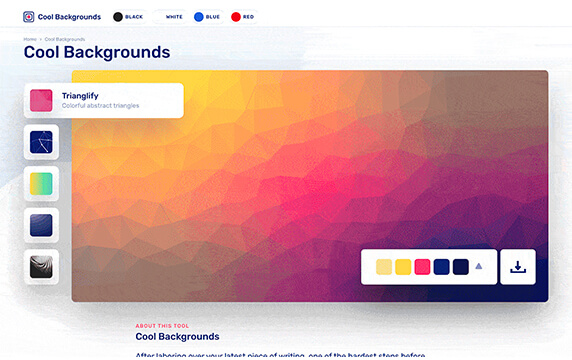 Cool Backgrounds BLACK WHITE BLUE RED
Home > Cool Backgrounds
Cool Backgrounds
Trianglify
Colorful abstract triangles
ABOUT THIS TOOL
Cool Backgrounds
After laboring over your latest piece of writing, one of the hardest steps before